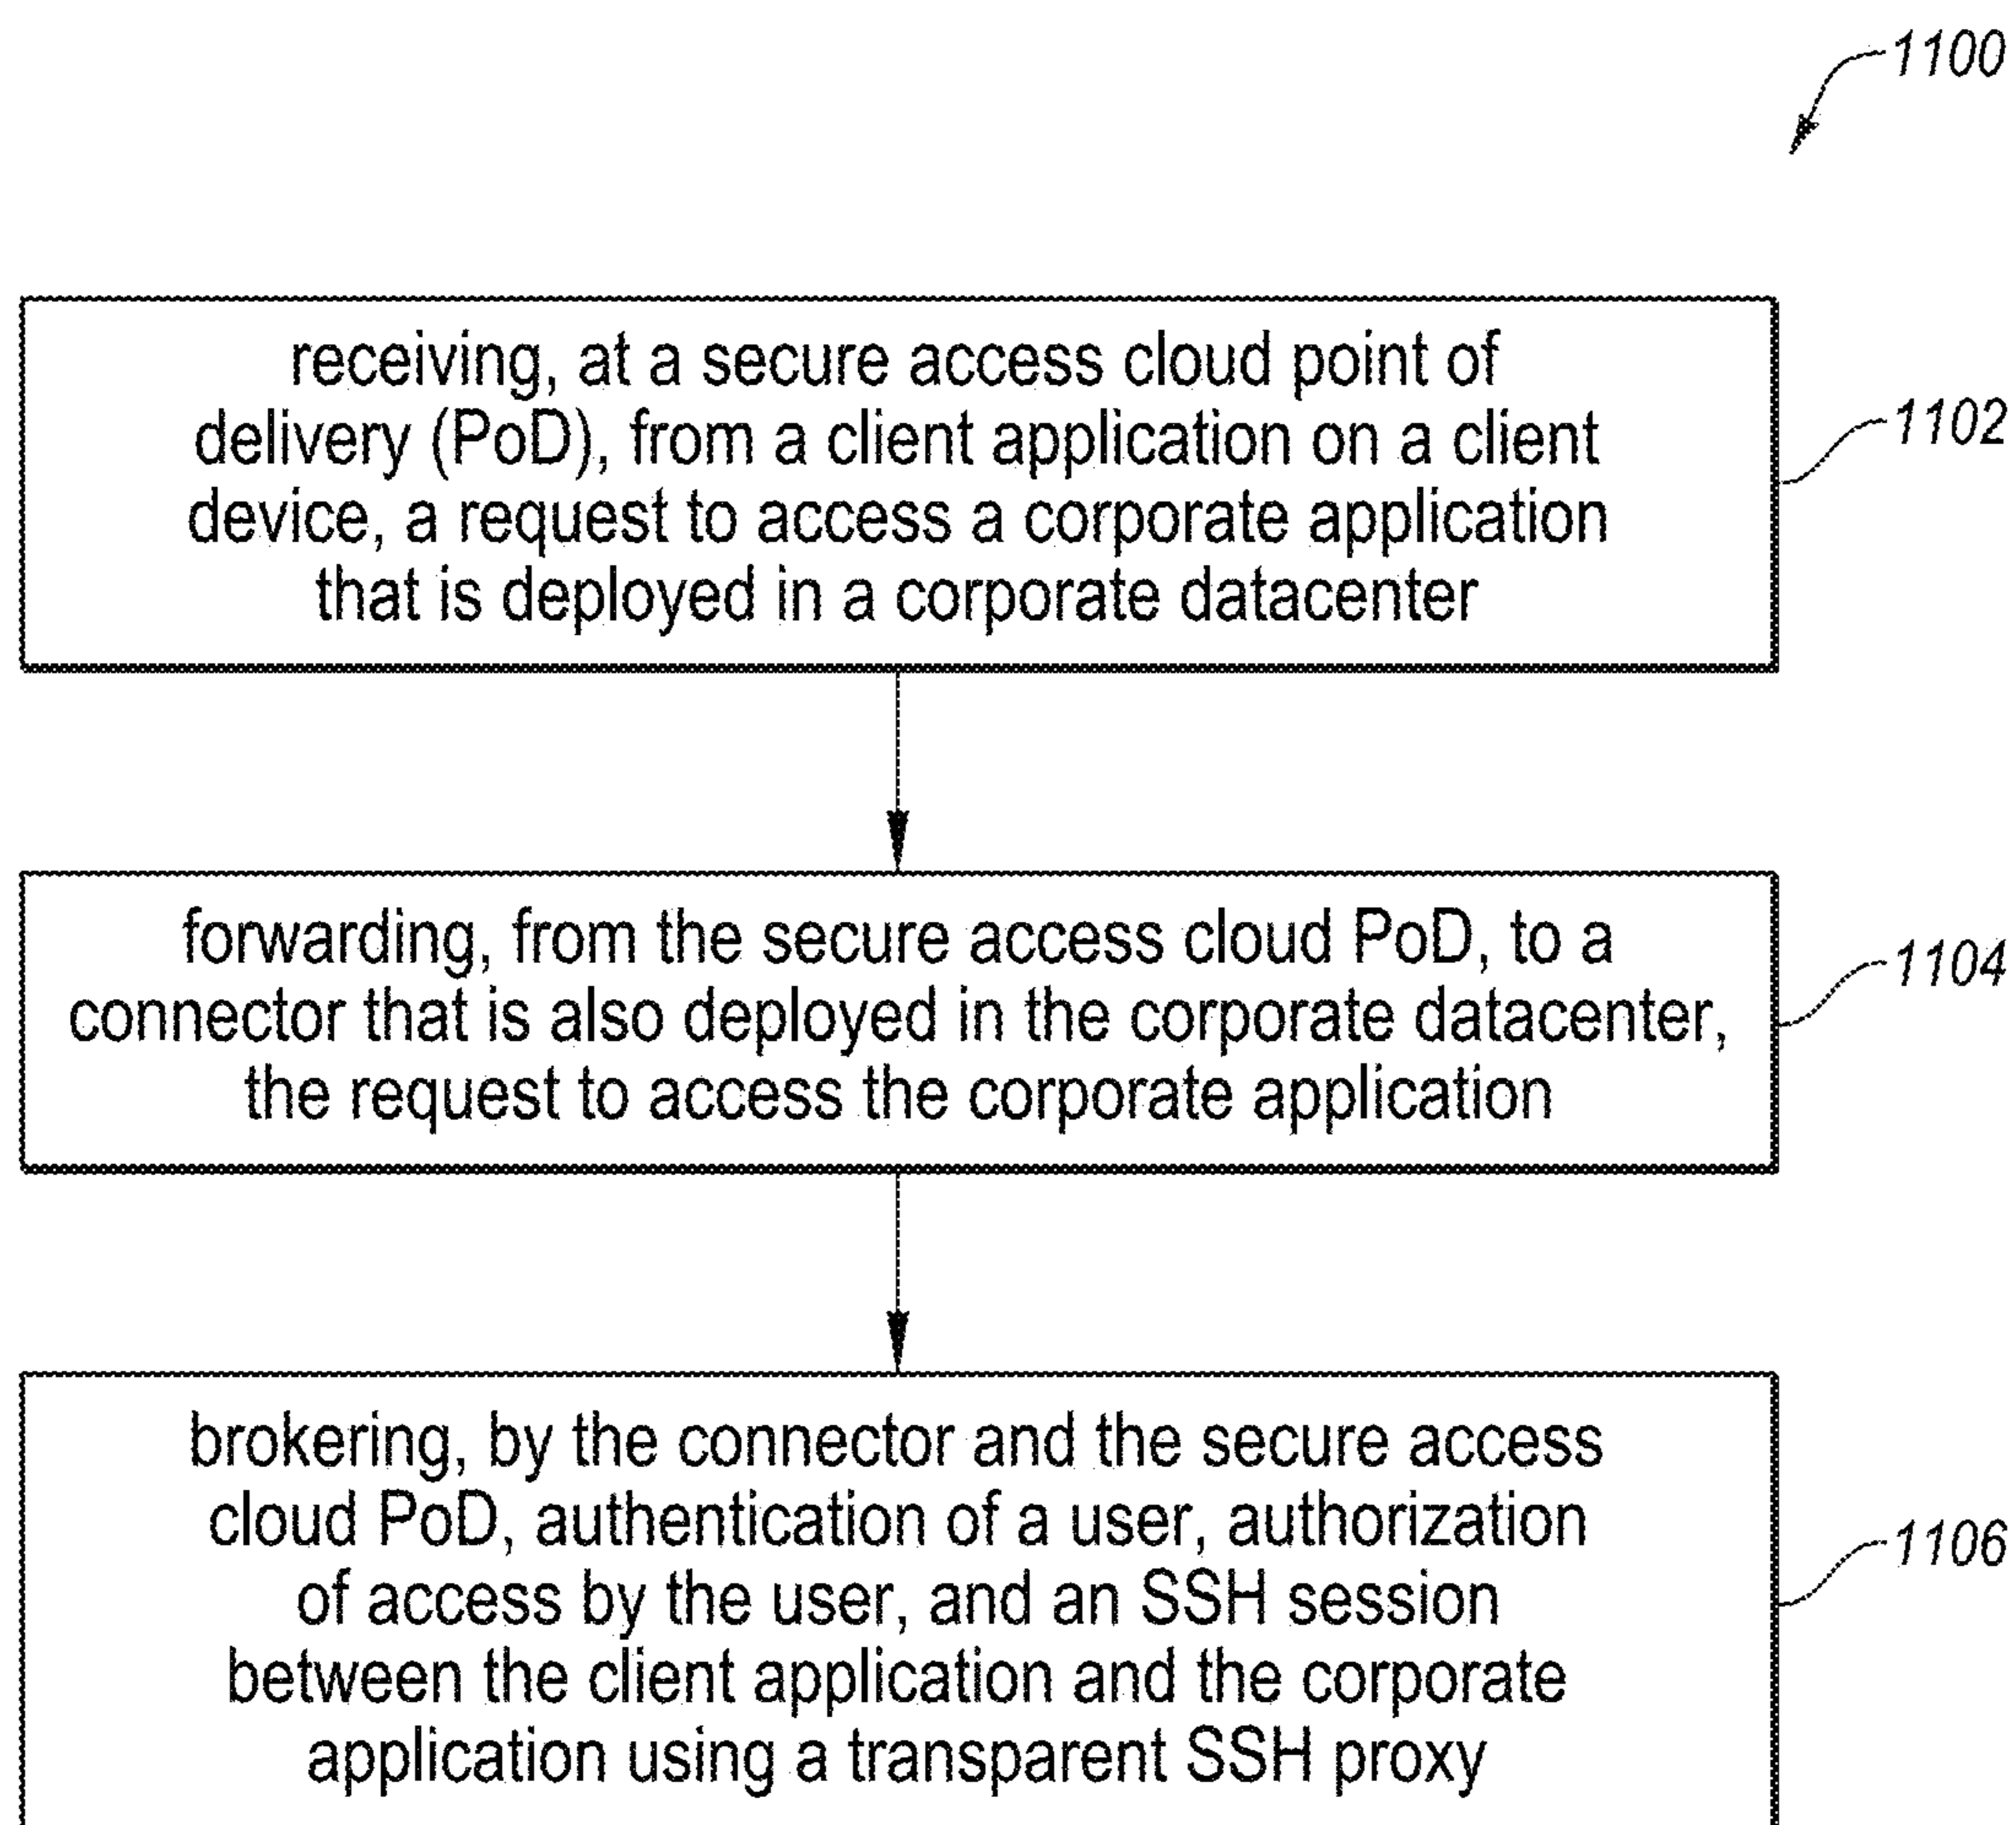 1100
receiving, at a secure access cloud point of
delivery (PoD), from a client application on a client
device, a request to access a corporate application
that is deployed in a corporate datacenter
1102
forwarding, from the secure access cloud PoD, to a
connector that is also deployed in the corporate datacenter,
the request to access the corporate application
1104
brokering, by the connector and the secure access
cloud PoD, authentication of a user, authorization
of access by the user, and an SSH session
between the client application and the corporate
application using a transparent SSH proxy
1106